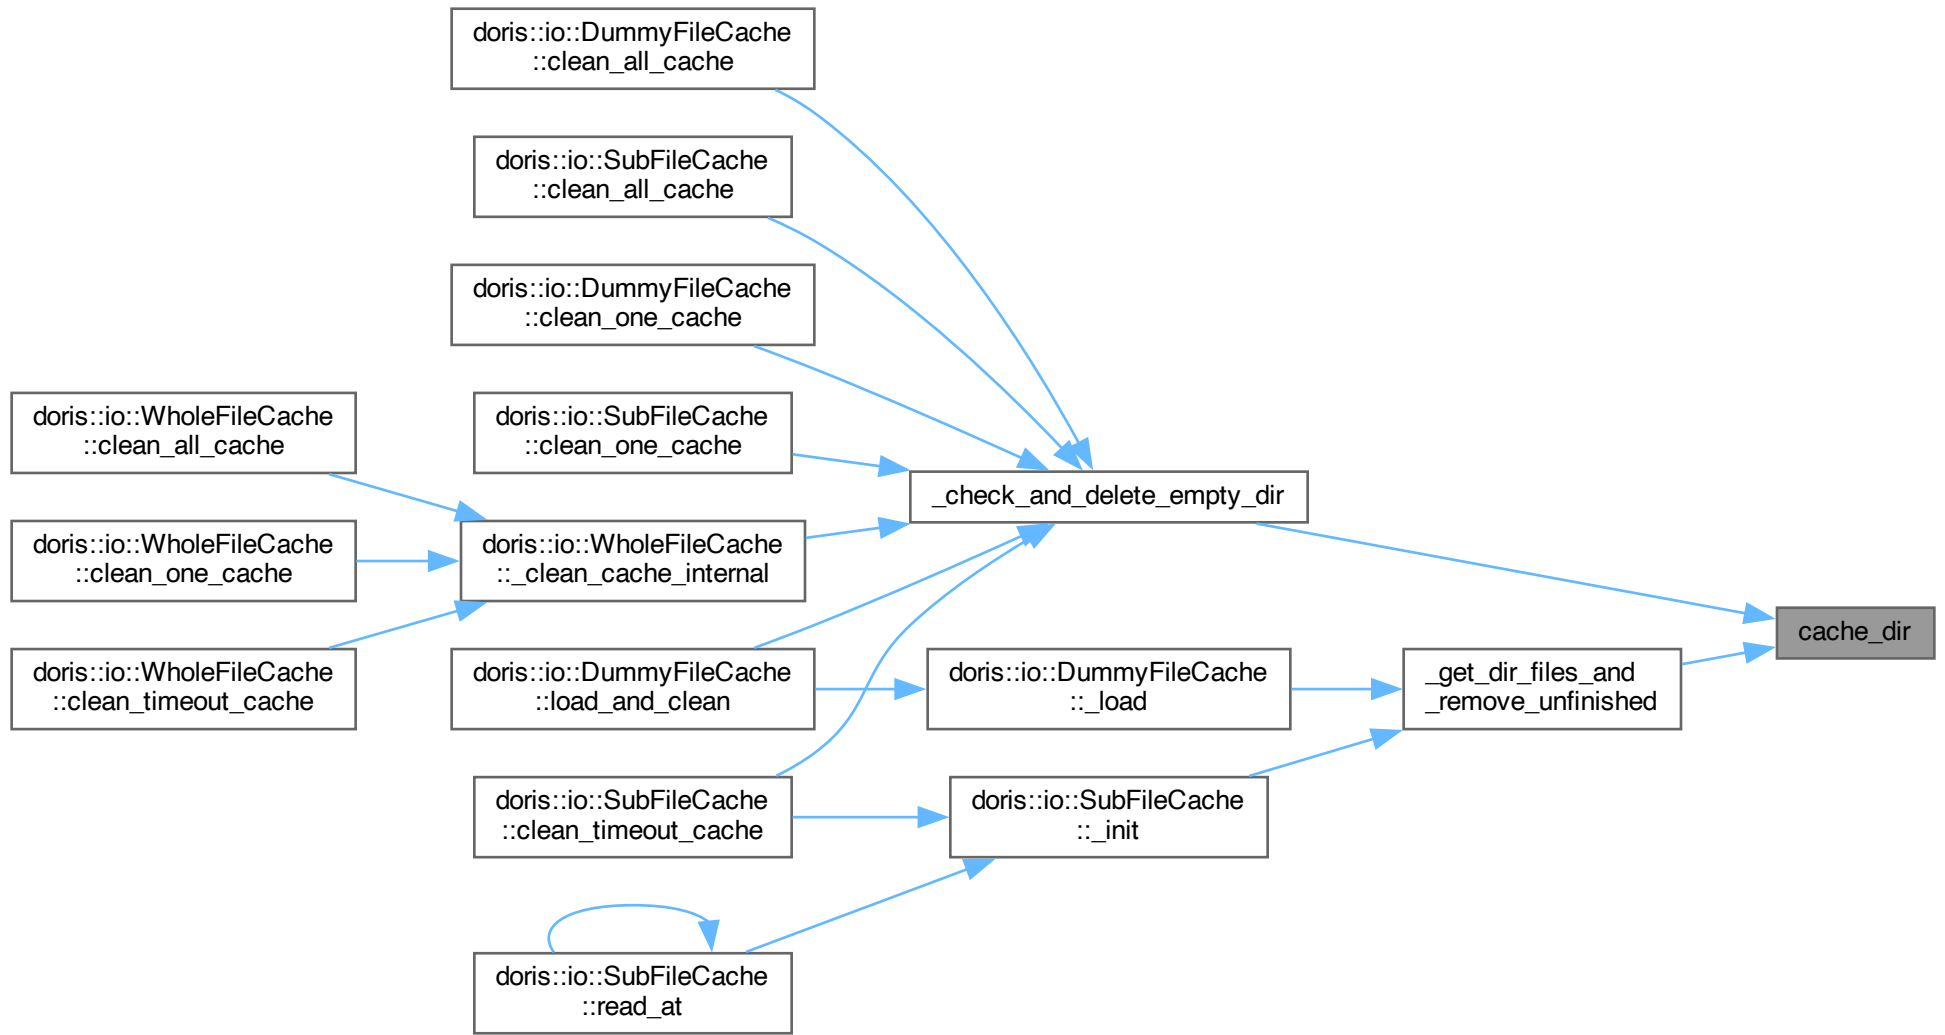 doris::io::DummyFileCache
::clean_all_cache
doris::io::SubFileCache
::clean_all_cache
doris::io::DummyFileCache
::clean_one_cache
doris::io::WholeFileCache
::clean_all_cache
doris::io::SubFileCache
::clean_one_cache
_check_and_delete_empty_dir
doris::io::WholeFileCache
::clean_one_cache
doris::io::WholeFileCache
::_clean_cache_internal
cache_dir
doris::io::WholeFileCache
::clean_timeout_cache
doris::io::DummyFileCache
::load_and_clean
doris::io::DummyFileCache
::_load
_get_dir_files_and
_remove_unfinished
doris::io::SubFileCache
::clean_timeout_cache
doris::io::SubFileCache
::_init
doris::io::SubFileCache
::read_at